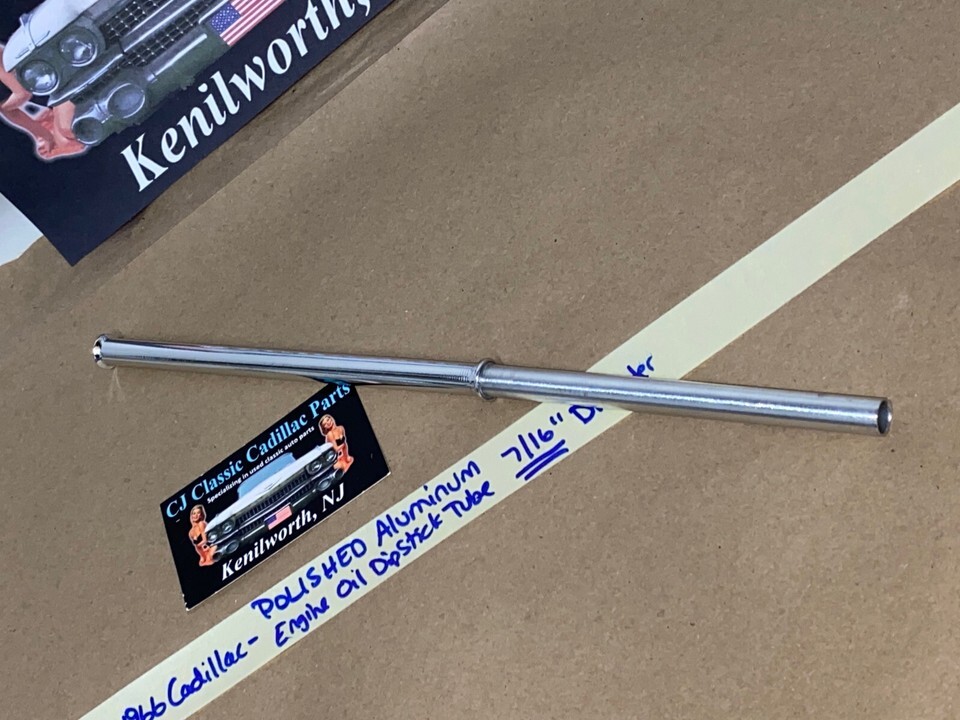 Kenilworth,
CJ Classic Cadillac Parts
Specializing in used classic auto parts
Kenilworth, NJ
Cadillac - POLISHED Aluminum 7/16"
Engine Oil Dipstick Tube